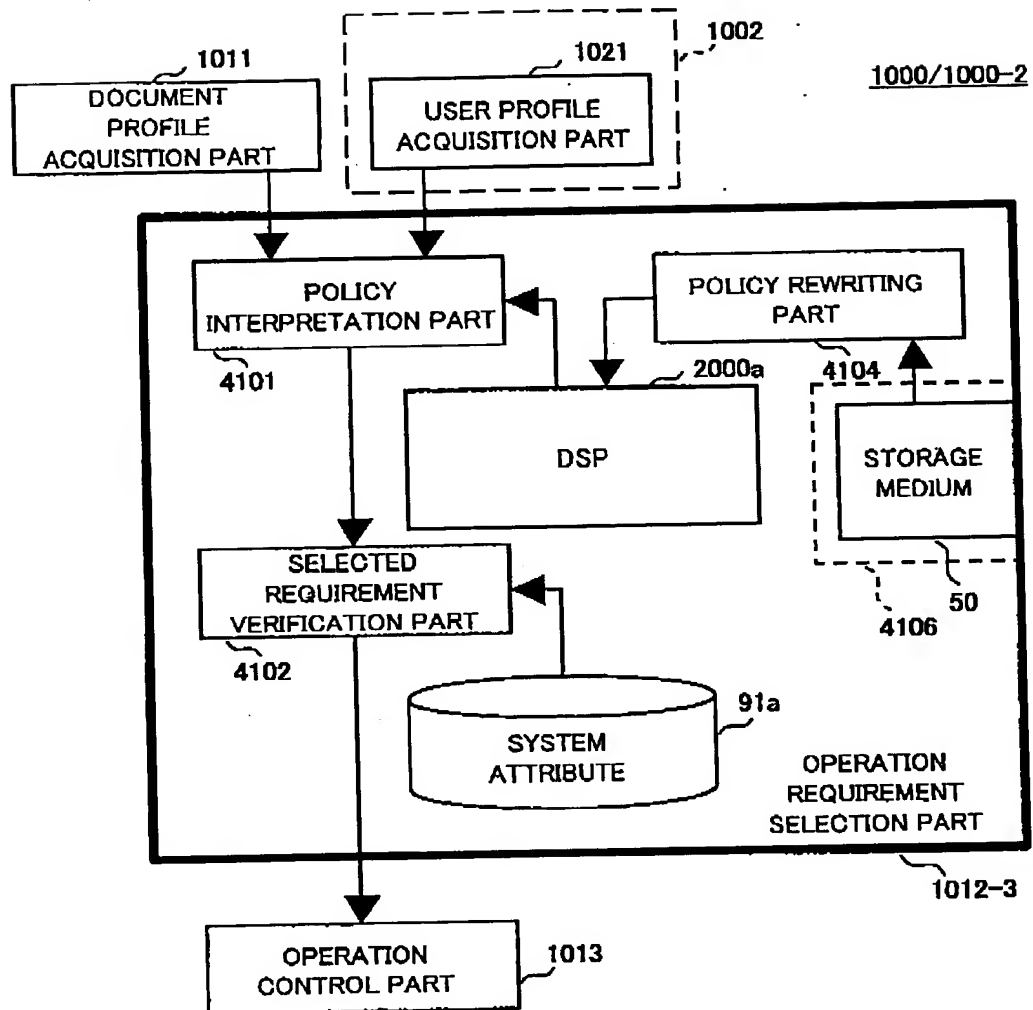 1002
1011
1021
1000/1000-2
DOCUMENT
PROFILE
ACQUISITION PART
USER PROFILE
ACQUISITION PART
POLICY
INTERPRETATION PART
POLICY REWRITING
PART
4101
2000a
4104
DSP
STORAGE
MEDIUM
SELECTED
REQUIREMENT
VERIFICATION PART
50
4106
4102
91a
SYSTEM
ATTRIBUTE
OPERATION
REQUIREMENT
SELECTION PART
1012-3
OPERATION
CONTROL PART
1013